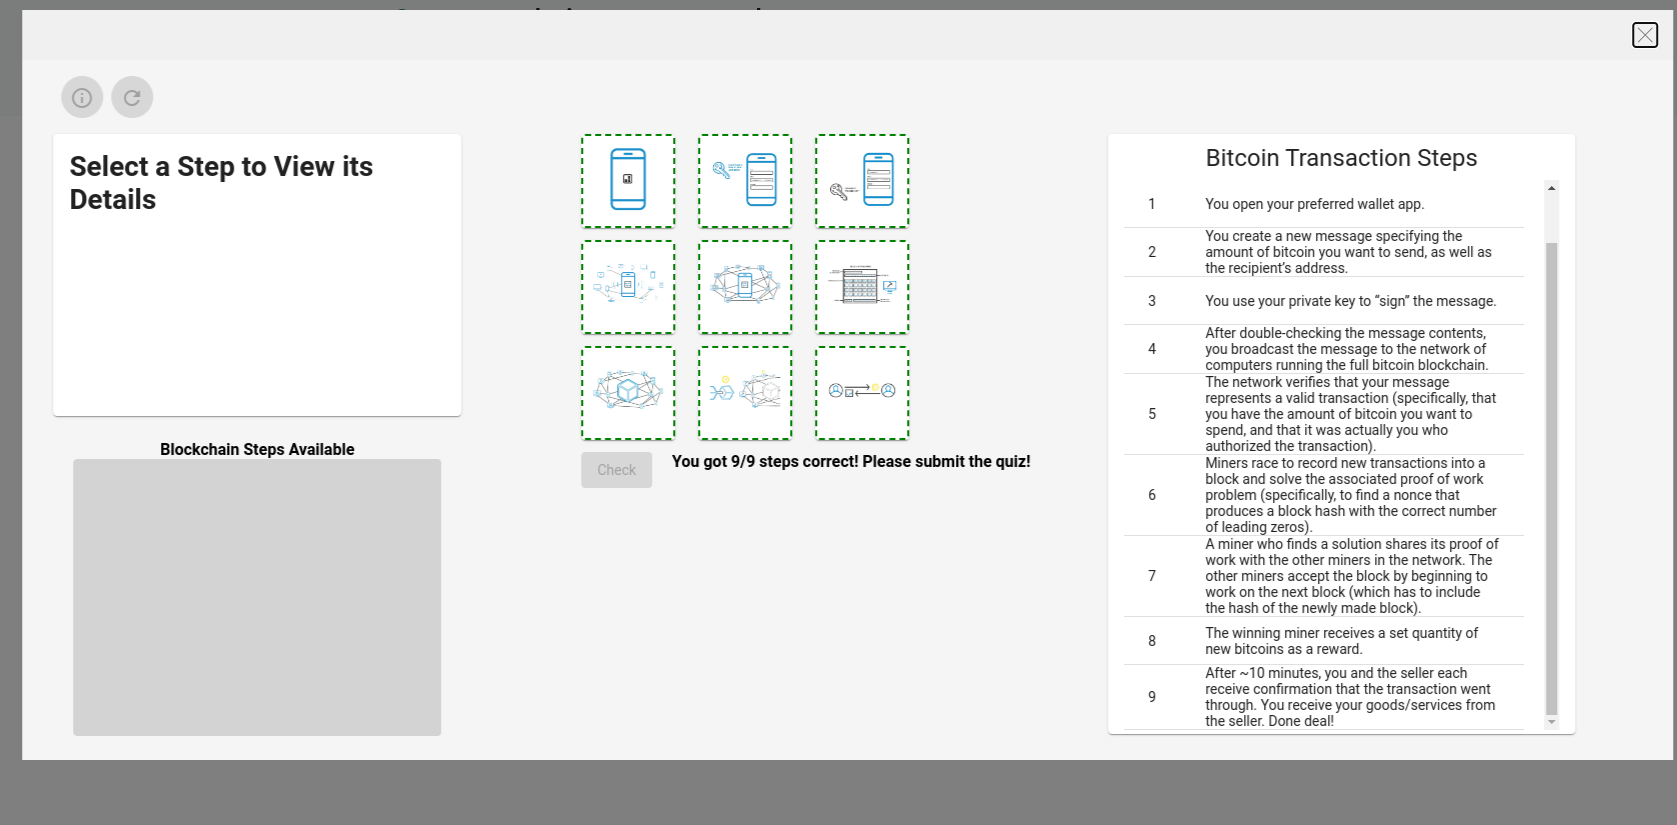 Select a Step to View its
Details
Blockchain Steps Available
Check
You got 9/9 steps correct! Please submit the quiz!
Bitcoin Transaction Steps
1 You open your preferred wallet app.
2 You create a new message specifying the
amount of bitcoin you want to send, as well as
the recipient’s address.
3 You use your private key to “sign” the message.
4 After double-checking the message contents,
you broadcast the message to the network of
computers running the full bitcoin blockchain.
5 The network verifies that your message
represents a valid transaction (specifically, that
you have the amount of bitcoin you want to
spend, and that it was actually you who
authorized the transaction).
6 Miners race to record new transactions into a
block and solve the associated proof of work
problem (specifically, to find a nonce that
produces a block hash with the correct number
of leading zeros).
7 A miner who finds a solution shares its proof of
work with the other miners in the network. The
other miners accept the block by beginning to
work on the next block (which has to include
the hash of the newly made block).
8 The winning miner receives a set quantity of
new bitcoins as a reward.
9 After ~10 minutes, you and the seller each
receive confirmation that the transaction went
through. You receive your goods/services from
the seller. Done deal!